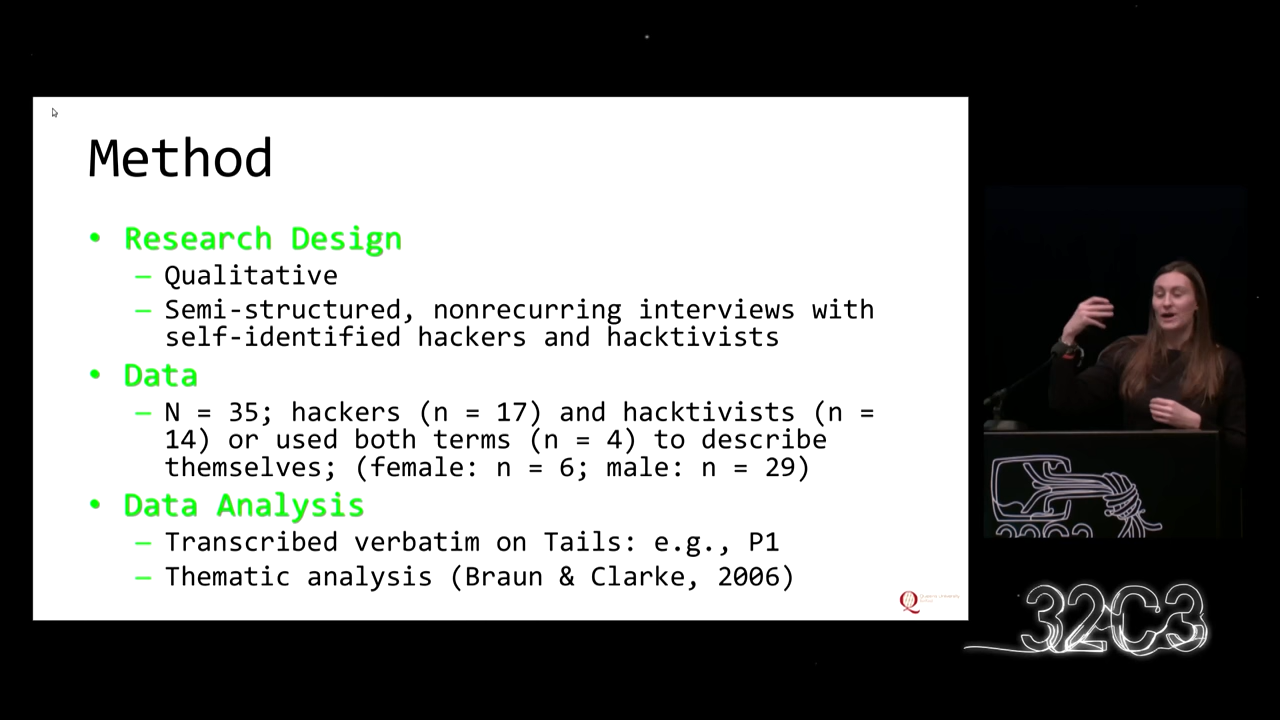 Method
• Research Design
– Qualitative
– Semi-structured, nonrecurring interviews with
self-identified hackers and hacktivists
• Data
– N = 35; hackers (n = 17) and hacktivists (n =
14) or used both terms (n = 4) to describe
themselves; (female: n = 6; male: n = 29)
• Data Analysis
– Transcribed verbatim on Tails: e.g., P1
– Thematic analysis (Braun & Clarke, 2006)
Q
32C3
32C3